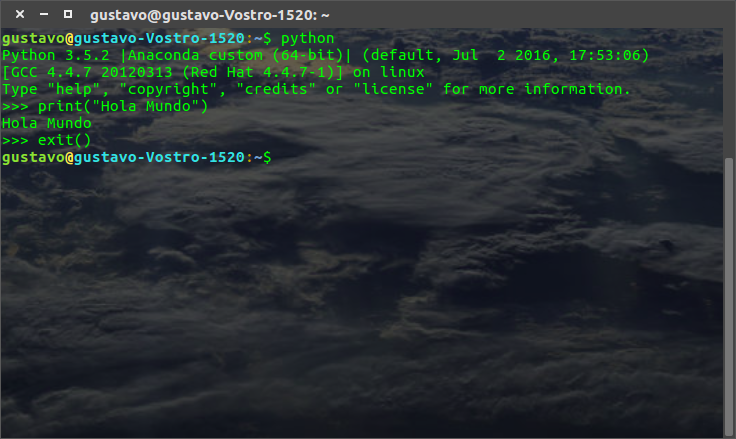 gustavo@gustavo-Vostro-1520: ~
gustavo@gustavo-Vostro-1520:~$ python
Python 3.5.2 |Anaconda custom (64-bit)| (default, Jul  2 2016, 17:53:06)
[GCC 4.4.7 20120313 (Red Hat 4.4.7-1)] on linux
Type "help", "copyright", "credits" or "license" for more information.
>>> print("Hola Mundo")
Hola Mundo
>>> exit()
gustavo@gustavo-Vostro-1520:~$